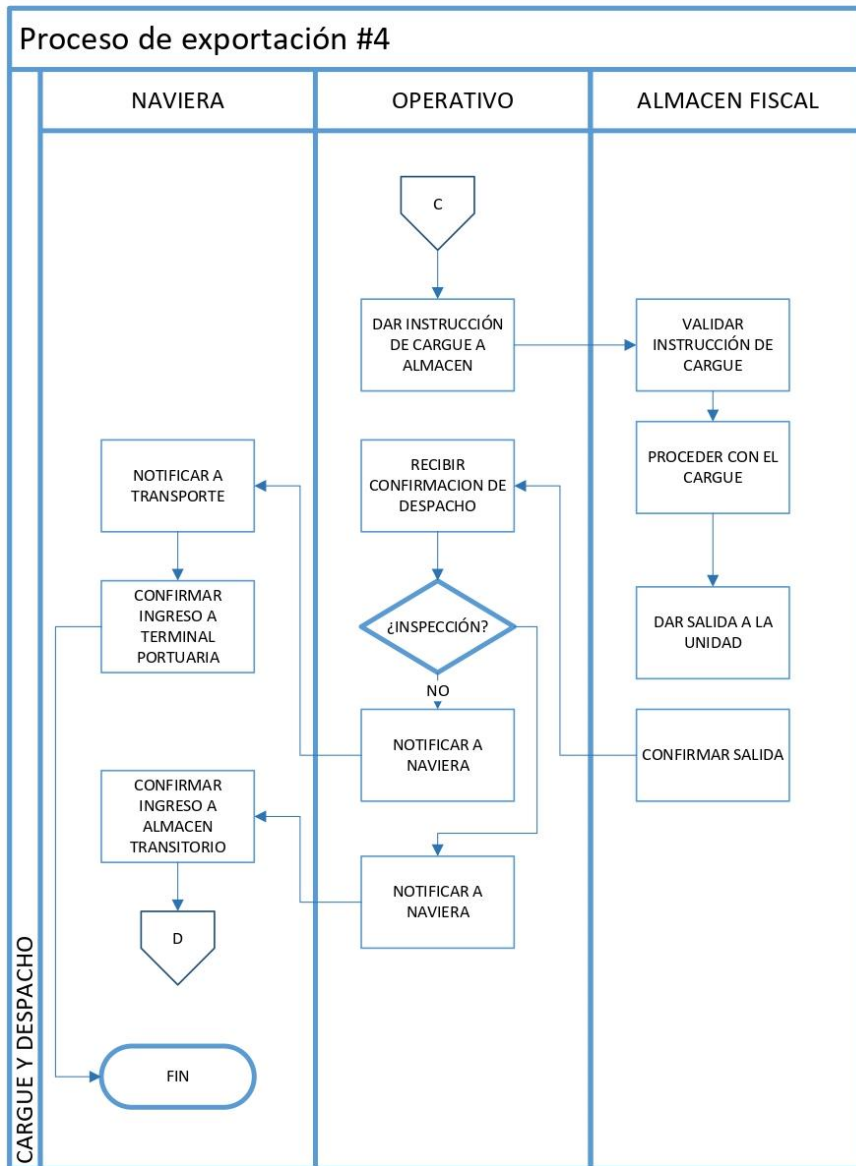 Proceso de exportación #4
NAVIERA
OPERATIVO
ALMACEN FISCAL
C
DAR INSTRUCCIÓN
DE CARGUE A
ALMACEN
VALIDAR
INSTRUCCIÓN DE
CARGUE
NOTIFICAR A
TRANSPORTE
RECIBIR
CONFIRMACION DE
DESPACHO
PROCEDER CON EL
CARGUE
CONFIRMAR
INGRESO A
TERMINAL
PORTUARIA
¿INSPECCIÓN?
DAR SALIDA A LA
UNIDAD
NO
NOTIFICAR A
NAVIERA
CONFIRMAR SALIDA
CONFIRMAR
INGRESO A
ALMACEN
TRANSITORIO
NOTIFICAR A
NAVIERA
D
FIN
CARGUE Y DESPACHO